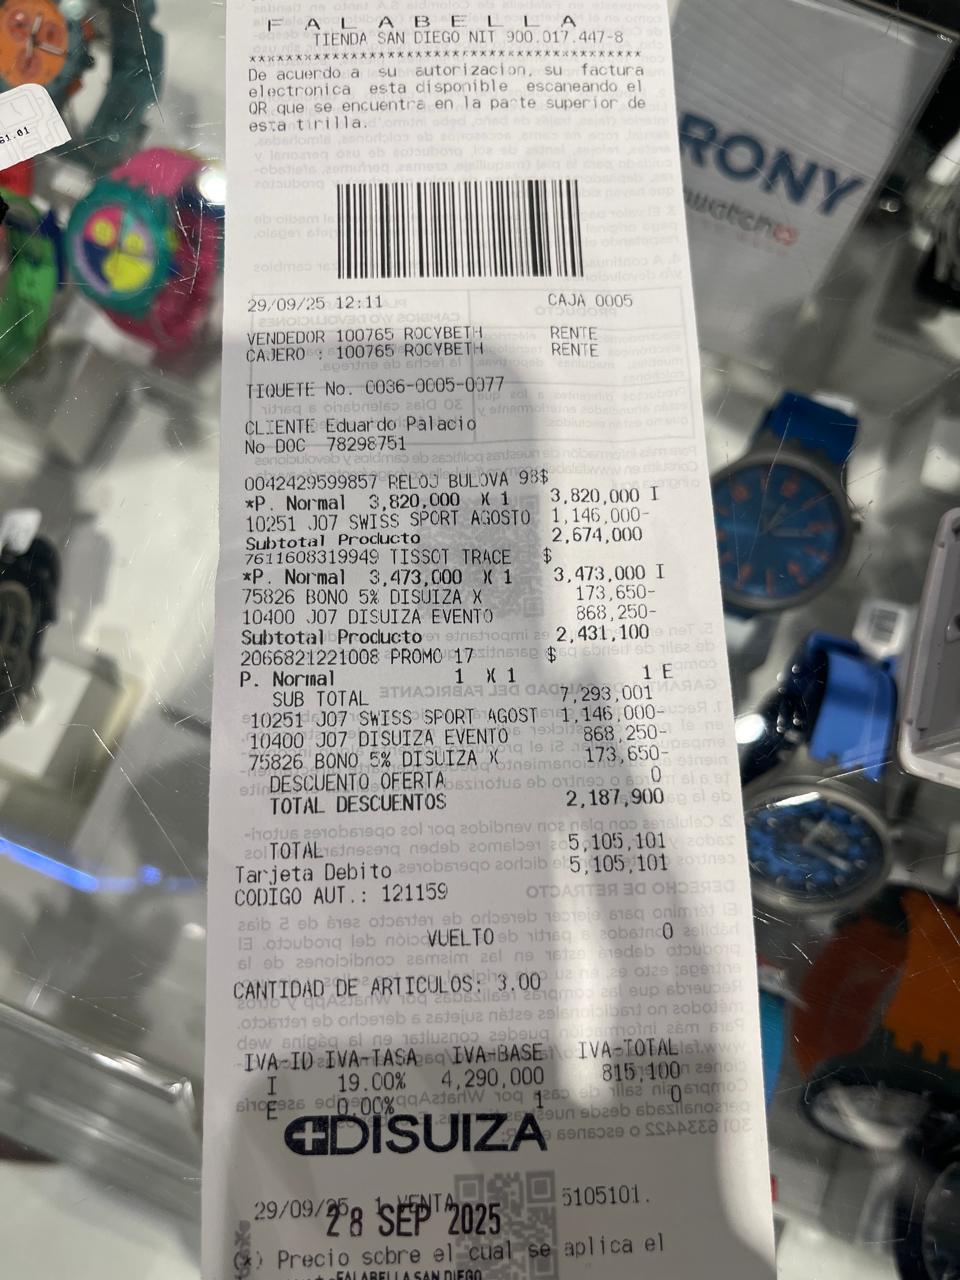 F A L A B E L L A
TIENDA SAN DIEGO NIT 900.017.447-8
**************************************************
De acuerdo a su autorizacion, su factura
electronica esta disponible escaneando el
QR que se encuentra en la parte superior de
esta tirilla.
61.01
RONY
swatch
29/09/25 12:11 CAJA 0005
VENDEDOR 100765 ROCYBETH RENTE
CAJERO : 100765 ROCYBETH RENTE
TIQUETE No. 0036-0005-0077
CLIENTE Eduardo Palacio
No DOC 78298751
0042429599857 RELOJ BULOVA 98$
*P. Normal 3,820,000 X 1 3,820,000 I
10251 J07 SWISS SPORT AGOSTO 1,146,000-
Subtotal Producto 2,674,000
7611608319949 TISSOT TRACE $
*P. Normal 3,473,000 X 1 3,473,000 I
75826 BONO 5% DISUIZA X 173,650-
10400 J07 DISUIZA EVENTO 868,250-
Subtotal Producto 2,431,100
2066821221008 PROMO 17 $
P. Normal 1 X 1 1 E
SUB TOTAL 7,293,001
10251 J07 SWISS SPORT AGOST 1,146,000-
10400 J07 DISUIZA EVENTO 868,250-
75826 BONO 5% DISUIZA X 173,650-
DESCUENTO OFERTA 0
TOTAL DESCUENTOS 2,187,900
TOTAL 5,105,101
Tarjeta Debito 5,105,101
CODIGO AUT.: 121159
VUELTO 0
CANTIDAD DE ARTICULOS: 3.00
IVA-ID IVA-TASA IVA-BASE IVA-TOTAL
I 19.00% 4,290,000 815,100
E 0.00% 1 0
DISUIZA
29/09/25 1 VENTA 5105101.
28 SEP 2025
(*) Precio sobre el cual se aplica el
FALABELLA SAN DIEGO